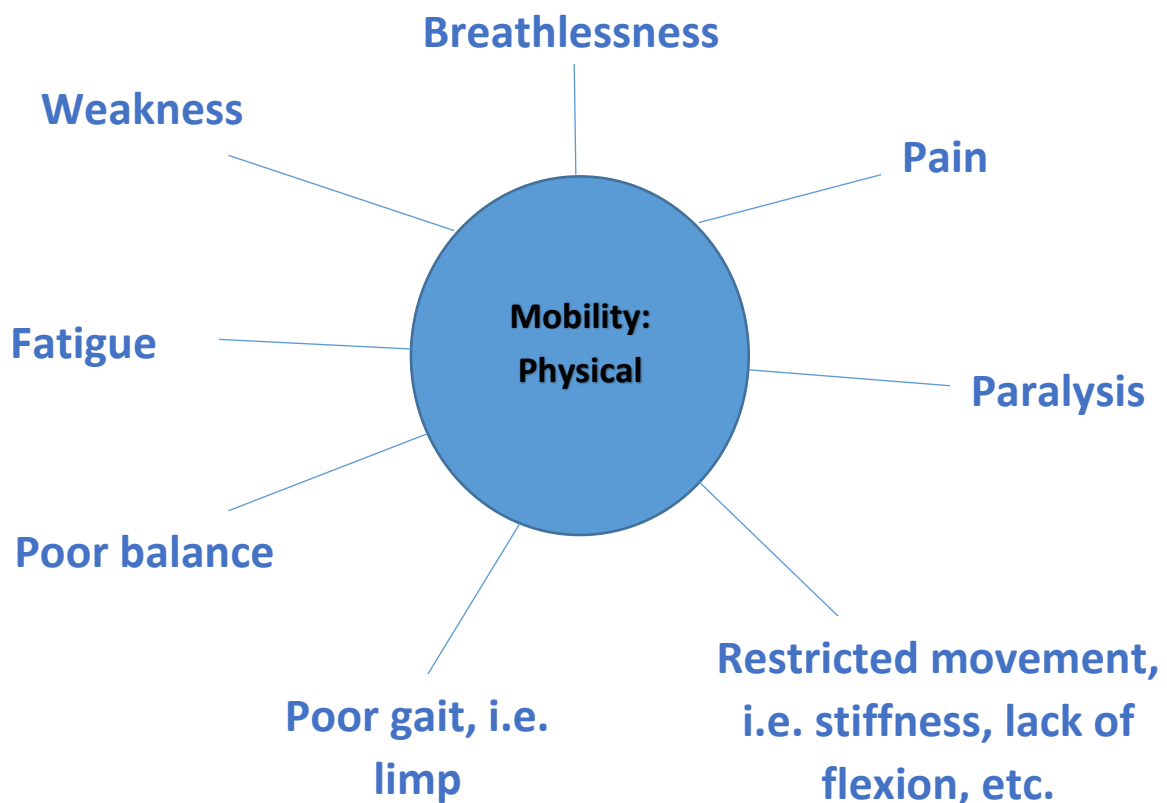 Breathlessness
Weakness
Pain
Mobility:
Physical
Fatigue
Paralysis
Poor balance
Restricted movement,
i.e. stiffness, lack of
flexion, etc.
Poor gait, i.e.
limp